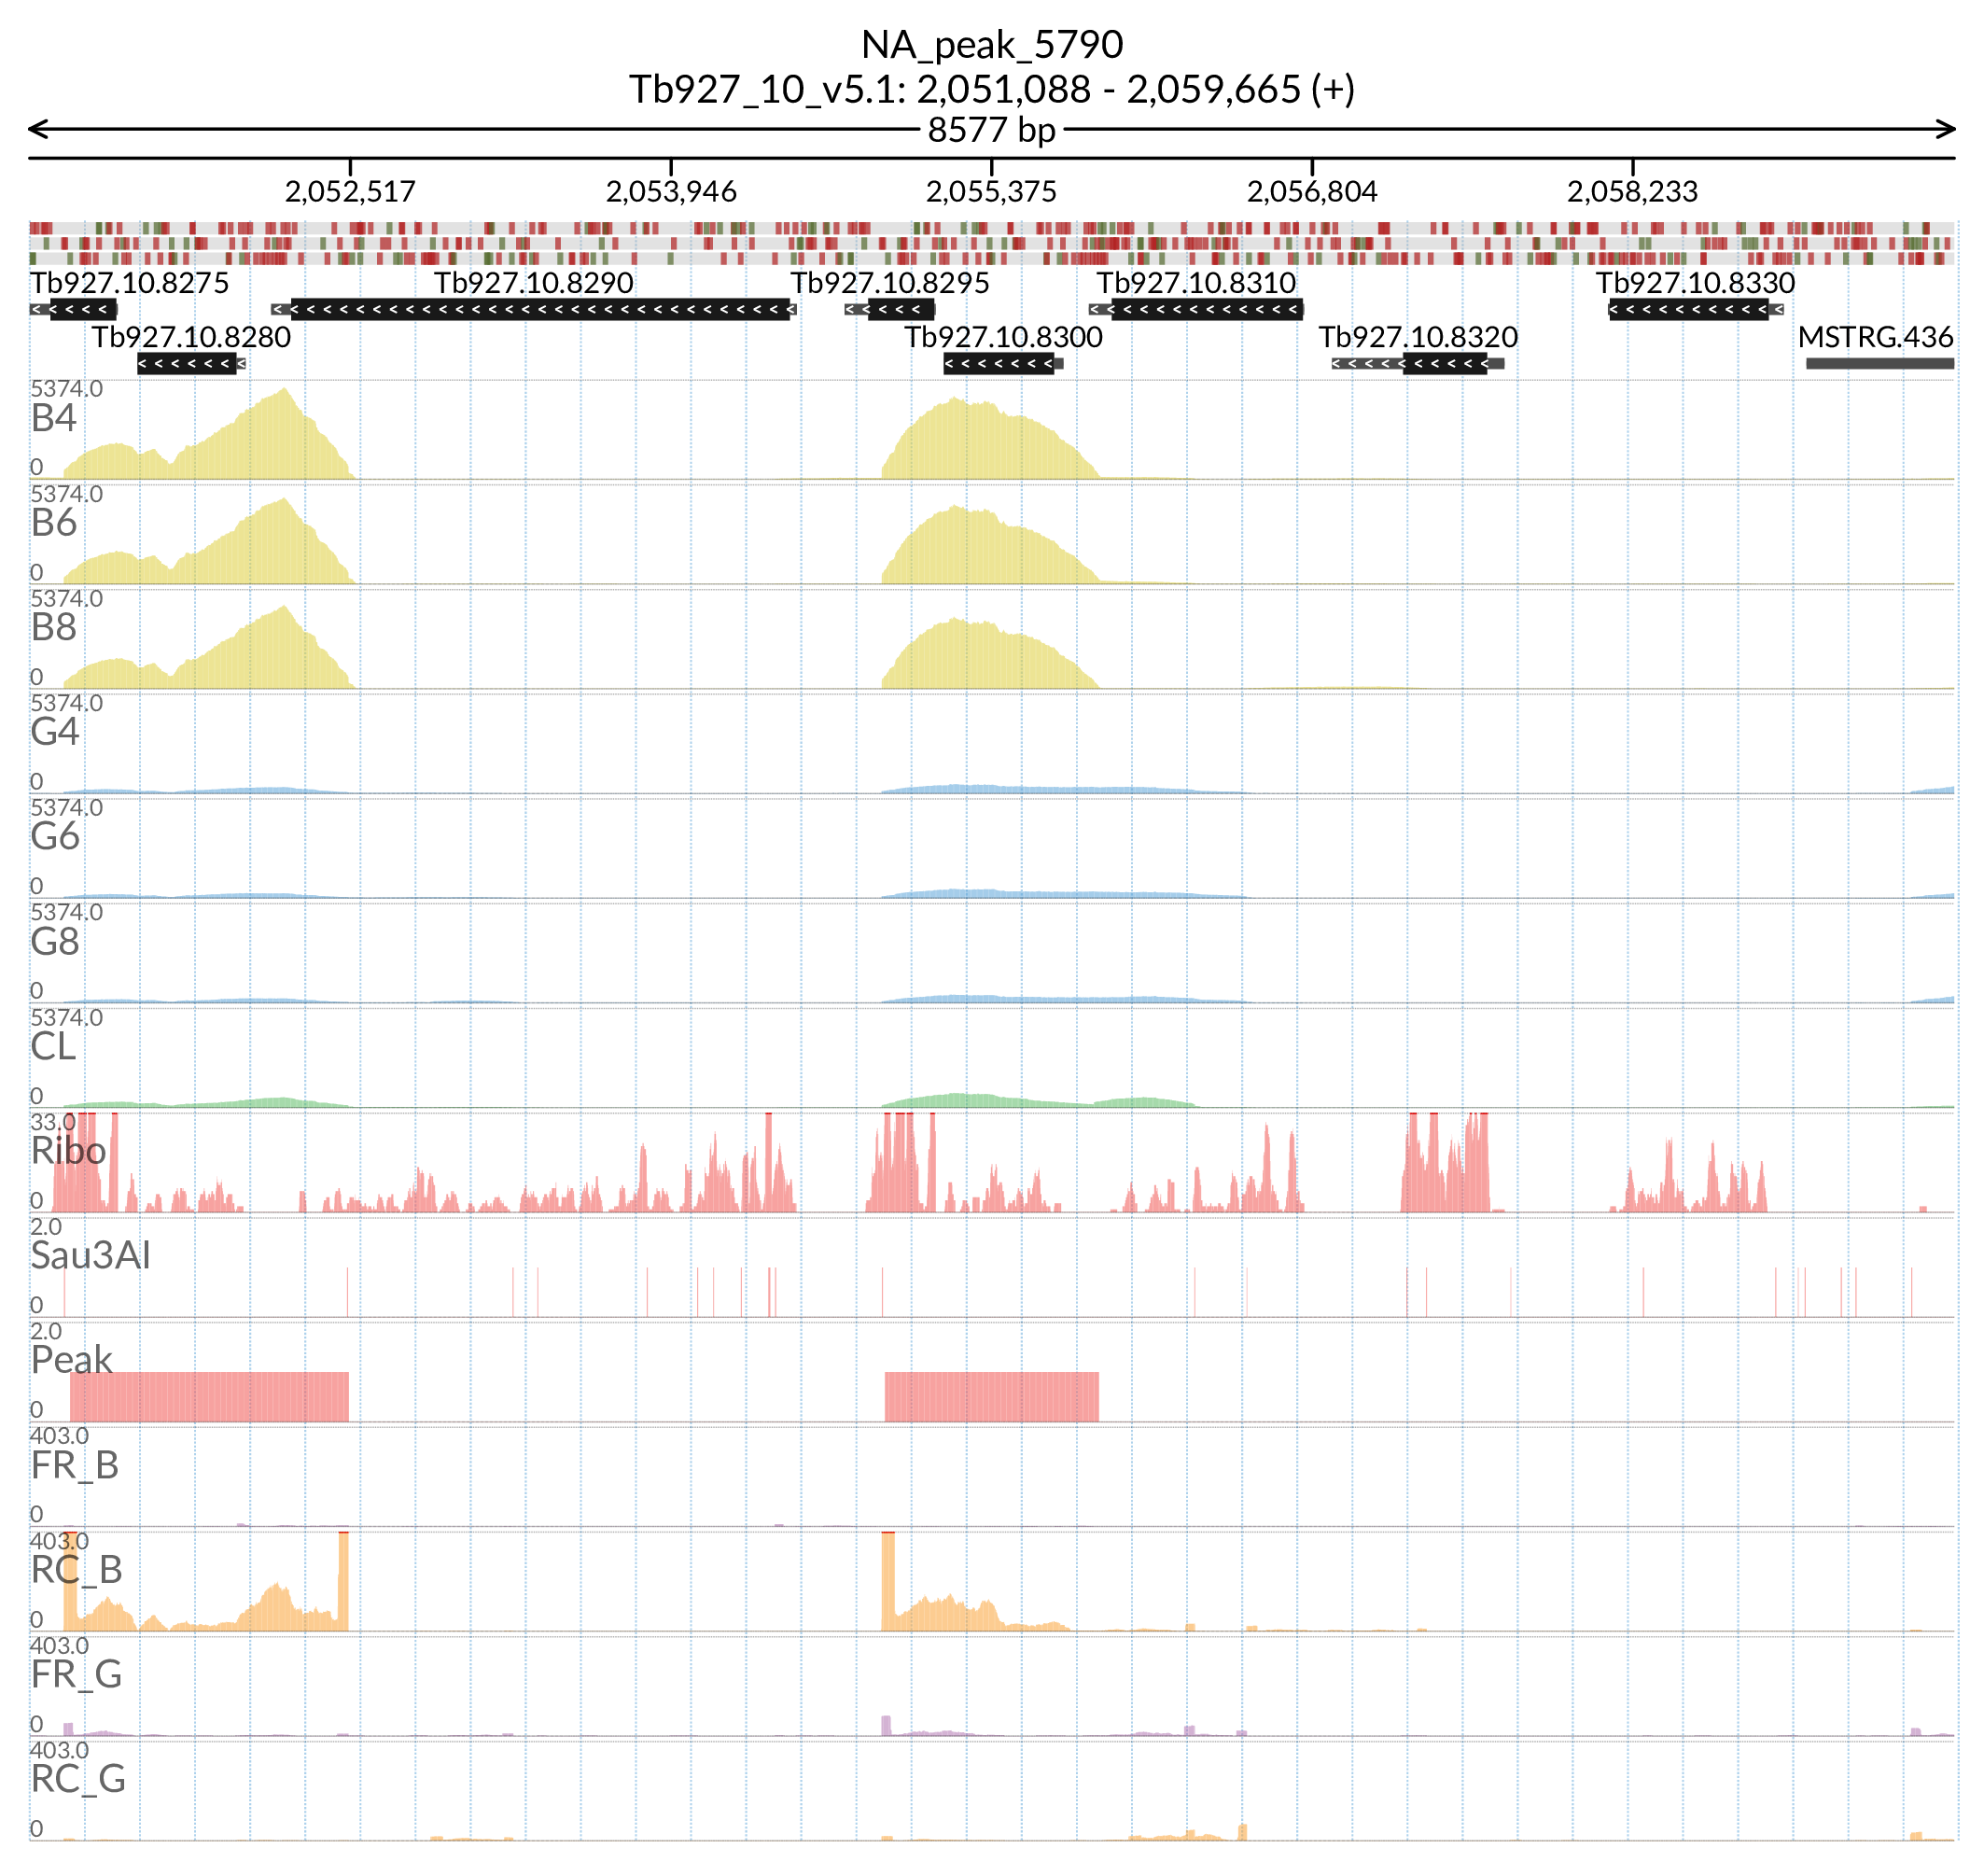 NA_peak_5790
Tb927_10_v5.1: 2,051,088 - 2,059,665 (+)
8577 bp
2,052,517 2,053,946 2,055,375 2,056,804 2,058,233
Tb927.10.8275 Tb927.10.8290 Tb927.10.8295 Tb927.10.8310 Tb927.10.8330
Tb927.10.8280 Tb927.10.8300 Tb927.10.8320 MSTRG.436
5374.0
B4
0
5374.0
B6
0
5374.0
B8
0
5374.0
G4
0
5374.0
G6
0
5374.0
G8
0
5374.0
CL
0
33.0
Ribo
0
2.0
Sau3AI
0
2.0
Peak
0
403.0
FR_B
0
403.0
RC_B
0
403.0
FR_G
0
403.0
RC_G
0